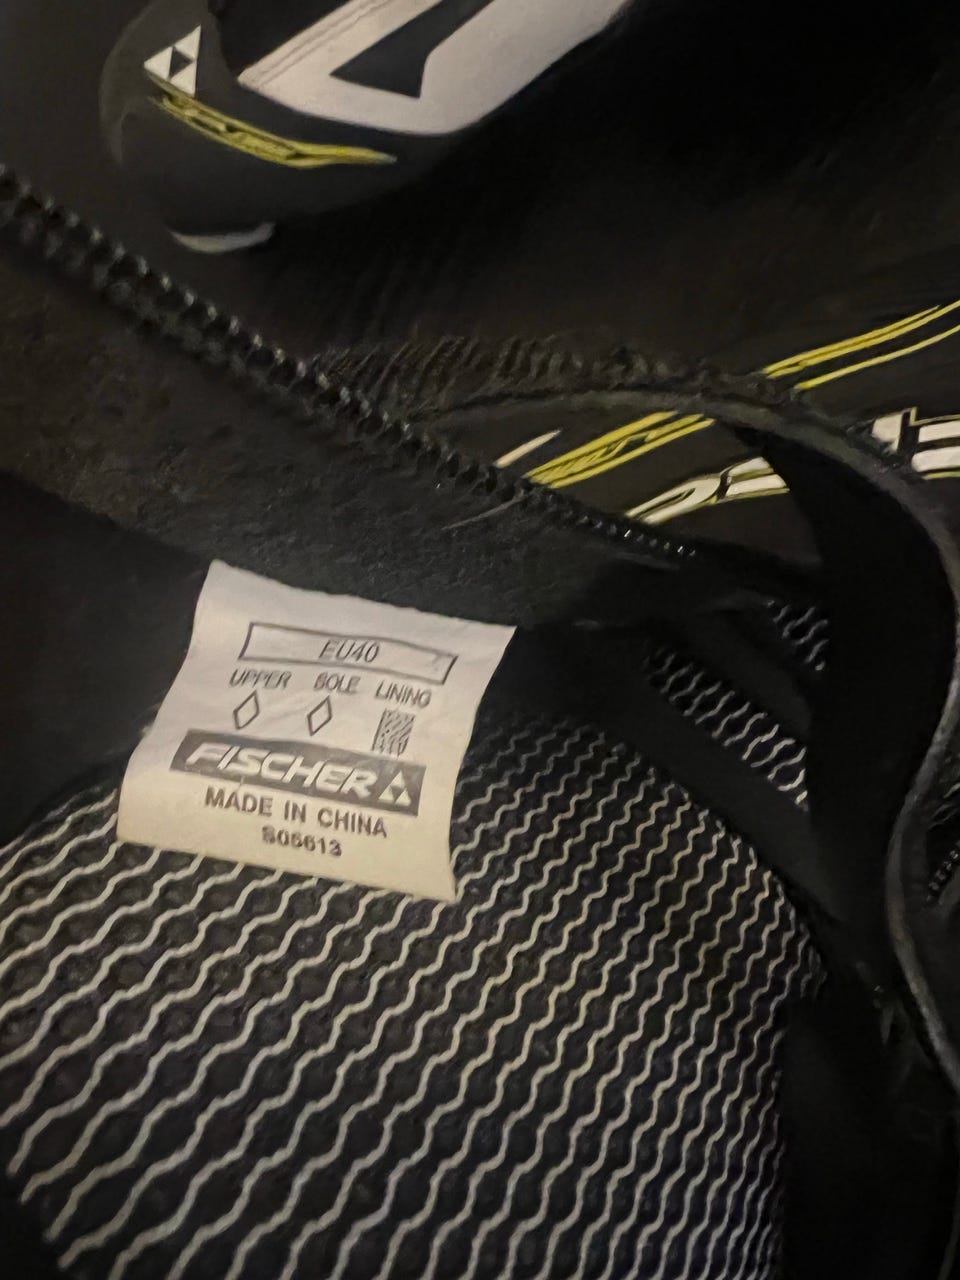 EU40
UPPER SOLE LINING
FISCHER
MADE IN CHINA
S05613